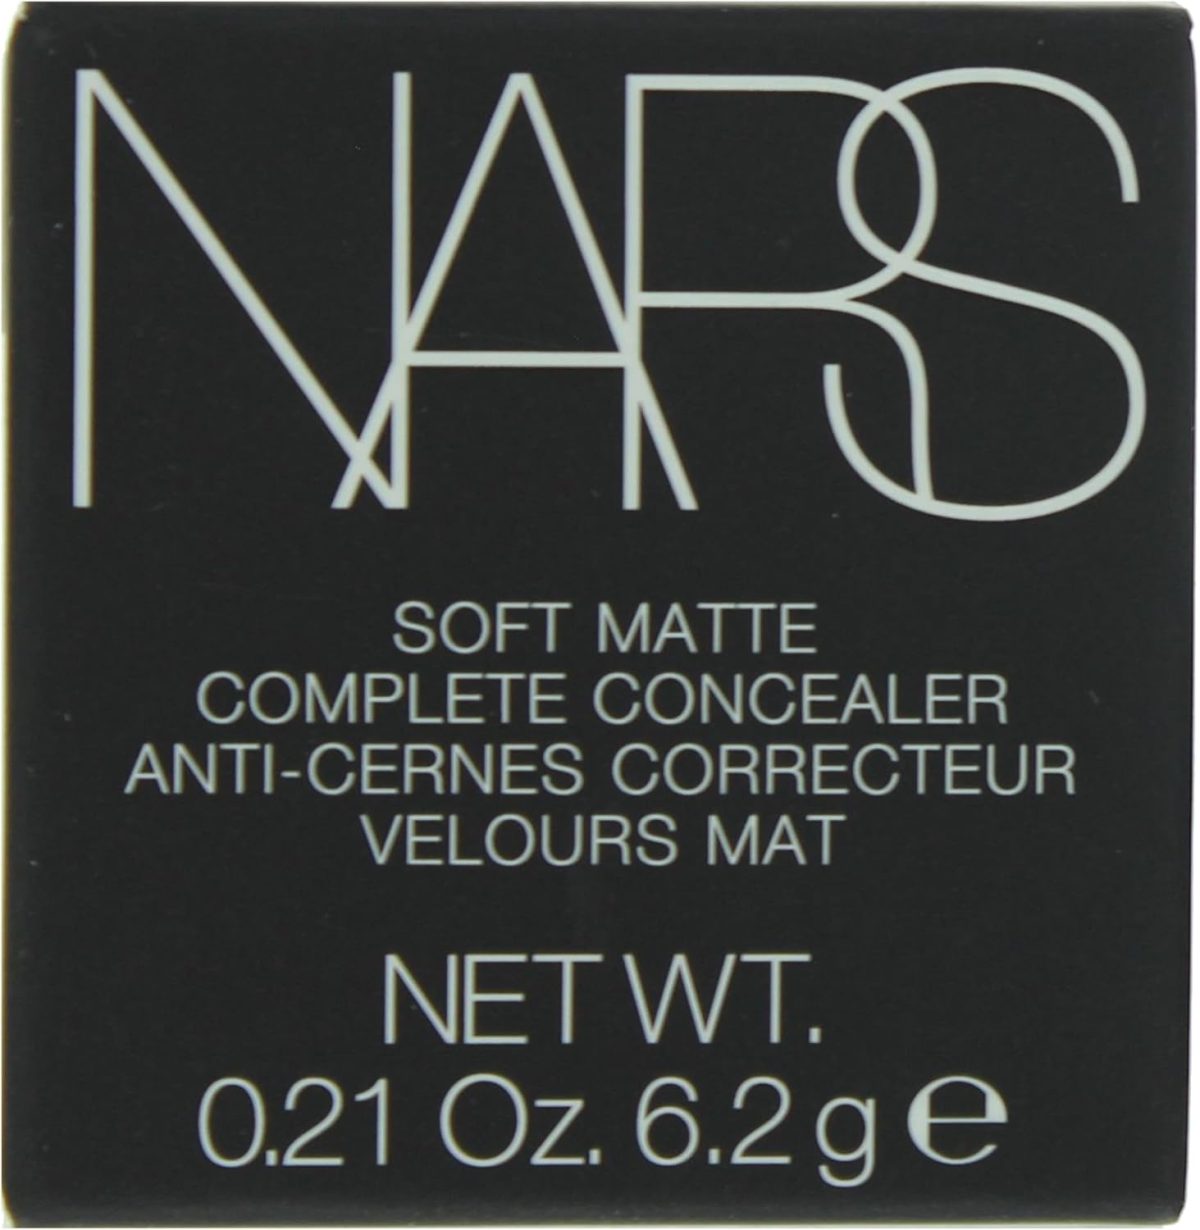 NARS
SOFT MATTE
COMPLETE CONCEALER
ANTI-CERNES CORRECTEUR
VELOURS MAT
NET WT.
0.21 Oz. 6.2 g ℮